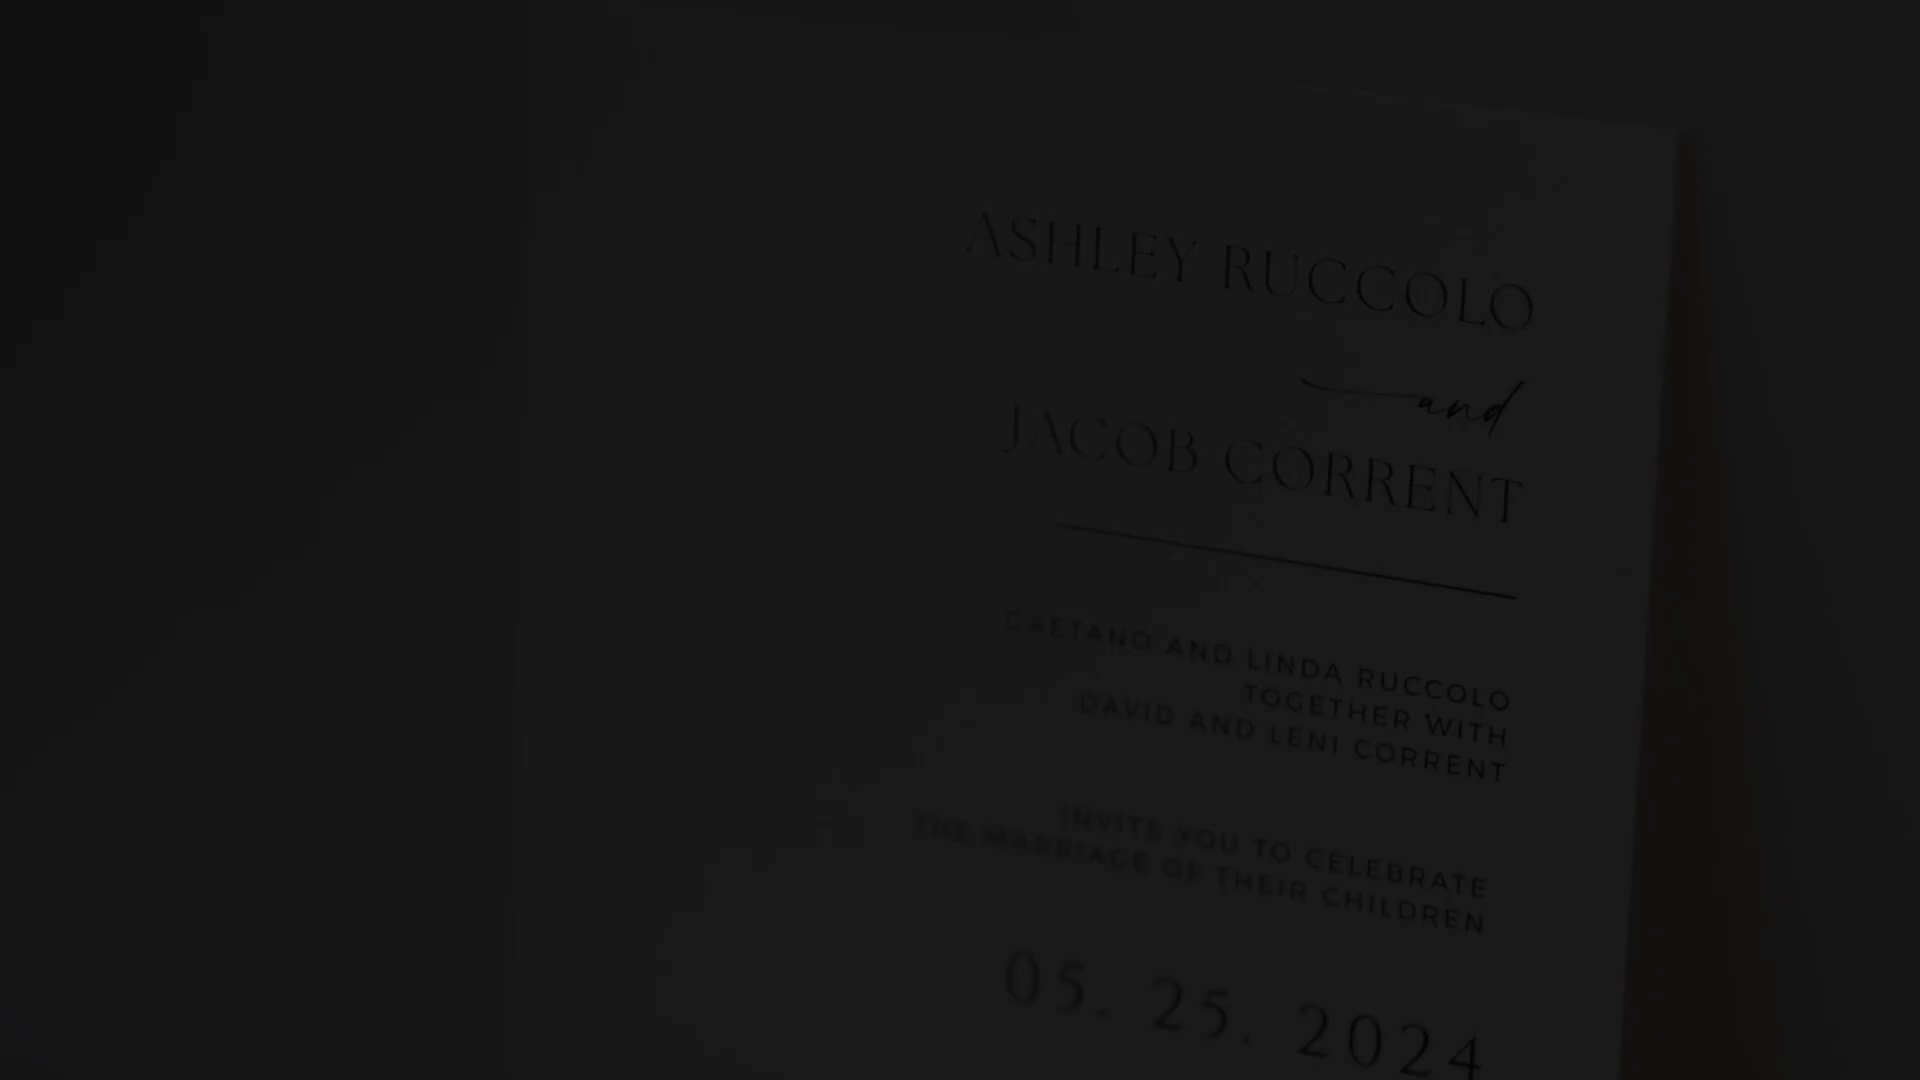 ASHLEY RUCCOLO
and
JACOB CORRENT
GAETANO AND LINDA RUCCOLO
TOGETHER WITH
DAVID AND LENI CORRENT
INVITE YOU TO CELEBRATE
THE MARRIAGE OF THEIR CHILDREN
05. 25. 2024